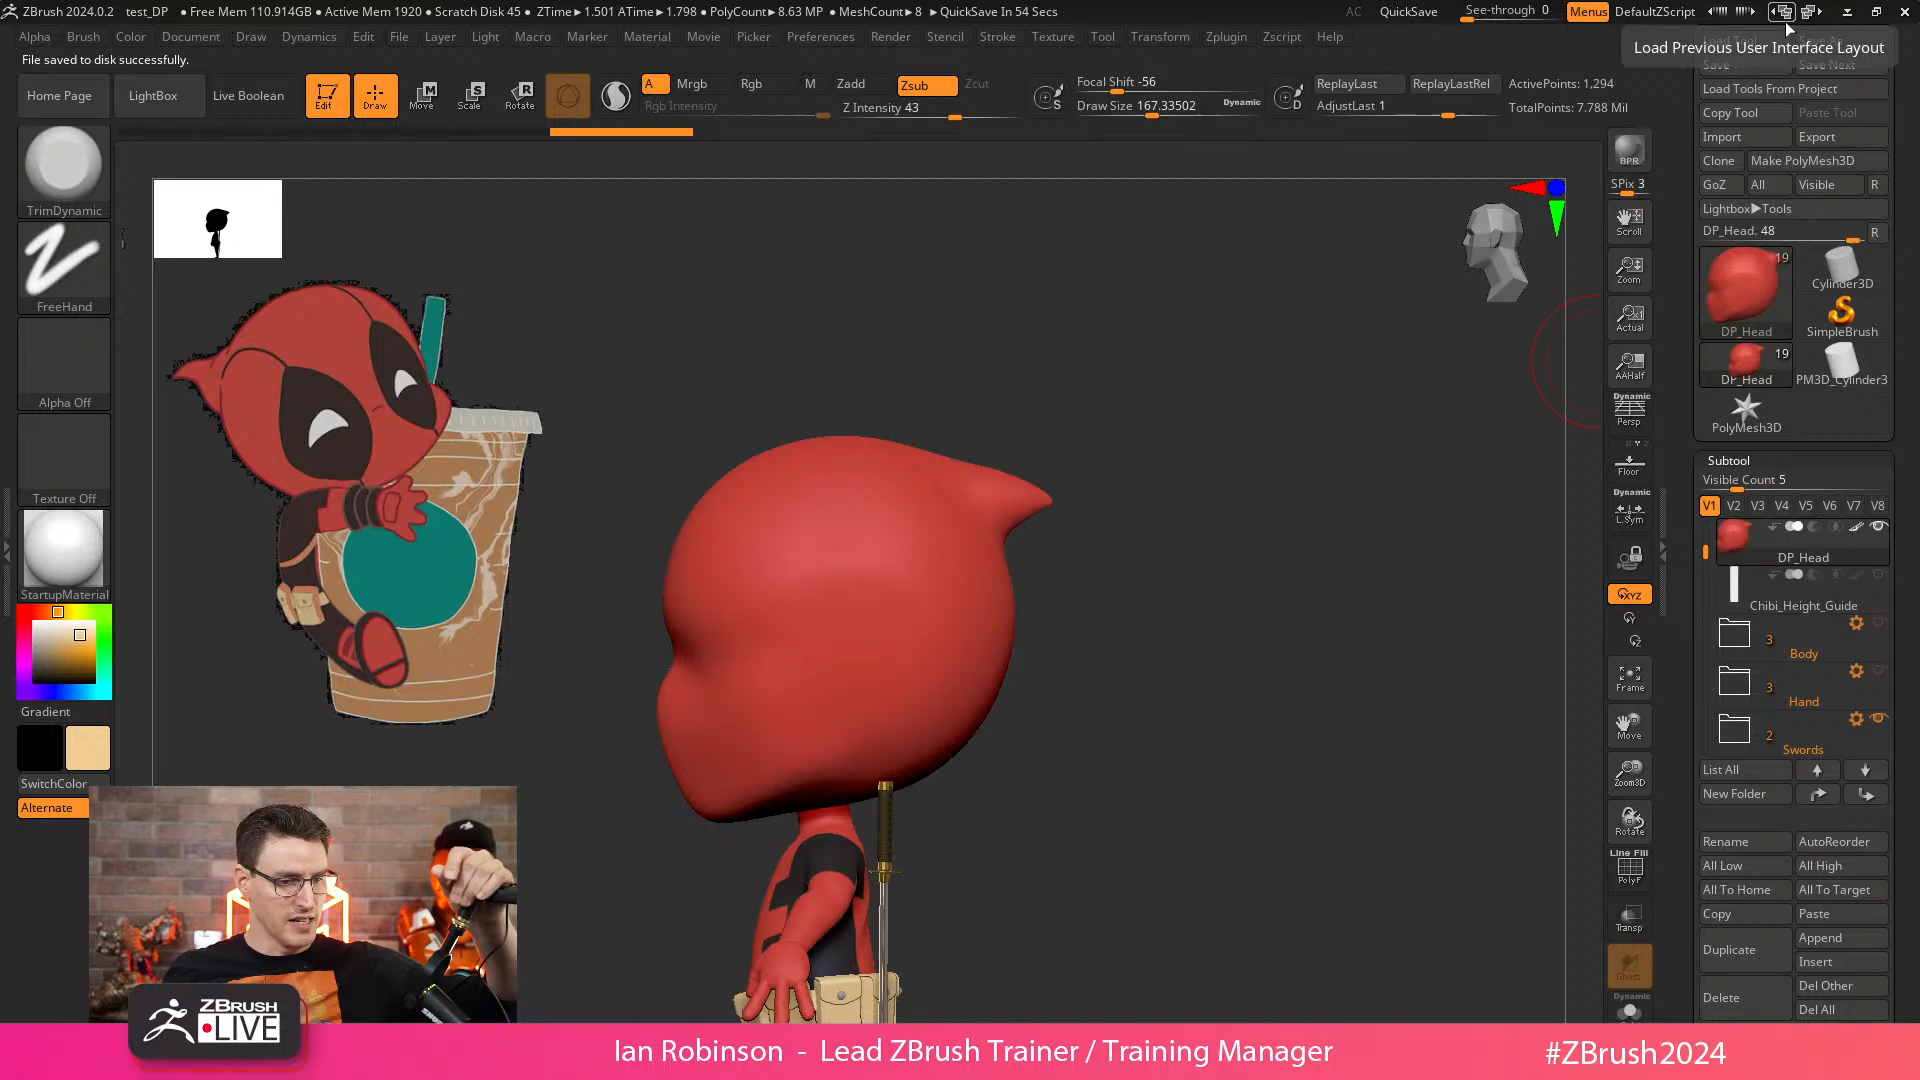 ZBrush 2024.0.2 test_DP ● Free Mem 110.914GB ● Active Mem 1920 ● Scratch Disk 45 ● ZTime►1.501 ATime►1.798 ● PolyCount►8.63 MP ● MeshCount►8 ►QuickSave In 54 Secs AC QuickSave See-through 0 Menus DefaultZScript
Alpha Brush Color Document Draw Dynamics Edit File Layer Light Macro Marker Material Movie Picker Preferences Render Stencil Stroke Texture Tool Transform Zplugin Zscript Help
Load Previous User Interface Layout
File saved to disk successfully.
Save Save Next
Home Page LightBox Live Boolean Edit Draw Move Scale Rotate
A Mrgb Rgb M Zadd Zsub Zcut
Rgb Intensity Z Intensity 43
Focal Shift -56
Draw Size 167.33502 Dynamic
ReplayLast ReplayLastRel ActivePoints: 1,294
AdjustLast 1 TotalPoints: 7.788 Mil
Load Tools From Project
Copy Tool Paste Tool
Import Export
Clone Make PolyMesh3D
GoZ All Visible R
Lightbox►Tools
DP_Head. 48 R
19
DP_Head
Cylinder3D
SimpleBrush
19
DP_Head
PM3D_Cylinder3
PolyMesh3D
Subtool
Visible Count 5
V1 V2 V3 V4 V5 V6 V7 V8
DP_Head
Chibi_Height_Guide
3
Body
3
Hand
2
Swords
List All
New Folder
Rename AutoReorder
All Low All High
All To Home All To Target
Copy Paste
Duplicate Append
Insert
Delete Del Other
Del All
BPR
SPix 3
Scroll
Zoom
Actual
AAHalf
Dynamic
Persp
Floor
Dynamic
L.Sym
XYZ
Frame
Move
Zoom3D
Rotate
Line Fill
PolyF
Transp
Ghost
Dynamic
TrimDynamic
FreeHand
Alpha Off
Texture Off
StartupMaterial
Gradient
SwitchColor
Alternate
ZBRUSH
LIVE
Ian Robinson - Lead ZBrush Trainer / Training Manager
#ZBrush2024